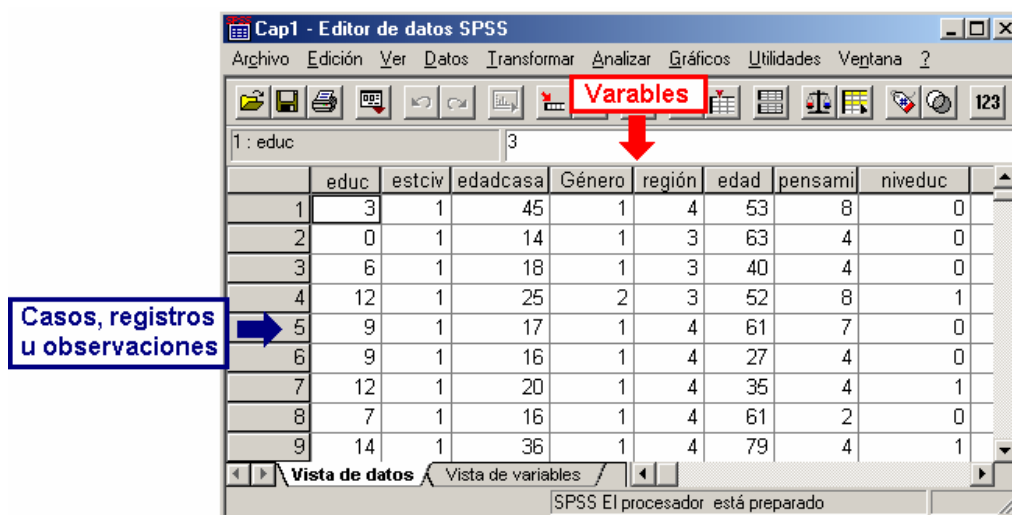 Cap1 - Editor de datos SPSS
Archivo Edición Ver Datos Transformar Analizar Gráficos Utilidades Ventana ?
Varables
123
1 : educ 3
educ estciv edadcasa Género región edad pensami niveduc
1 3 1 45 1 4 53 8 0
2 0 1 14 1 3 63 4 0
3 6 1 18 1 3 40 4 0
4 12 1 25 2 3 52 8 1
Casos, registros
u observaciones
5 9 1 17 1 4 61 7 0
6 9 1 16 1 4 27 4 0
7 12 1 20 1 4 35 4 1
8 7 1 16 1 4 61 2 0
9 14 1 36 1 4 79 4 1
Vista de datos Vista de variables
SPSS El procesador está preparado